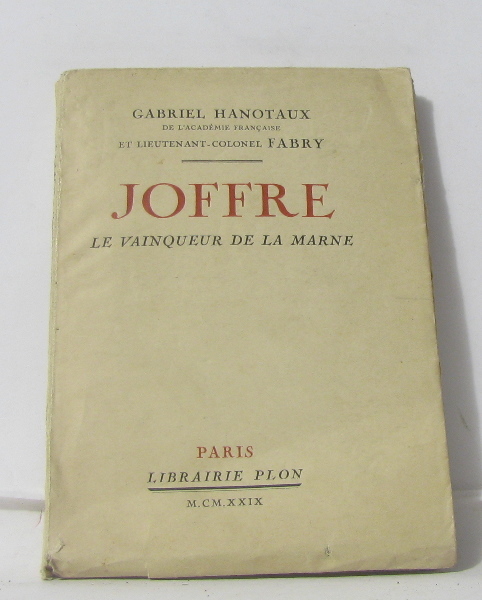 GABRIEL HANOTAUX
DE L'ACADÉMIE FRANÇAISE
ET LIEUTENANT-COLONEL FABRY
JOFFRE
LE VAINQUEUR DE LA MARNE
PARIS
LIBRAIRIE PLON
M.CM.XXIX